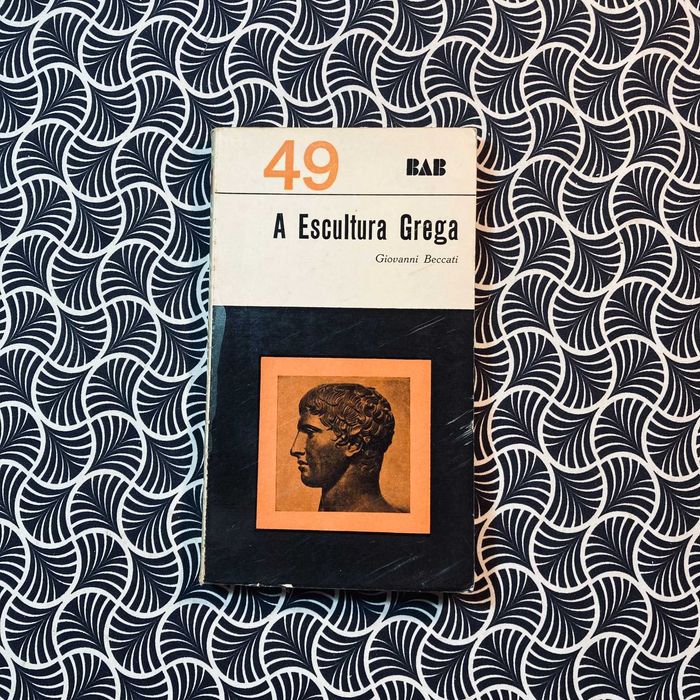 49
BAB
A Escultura Grega
Giovanni Beccati